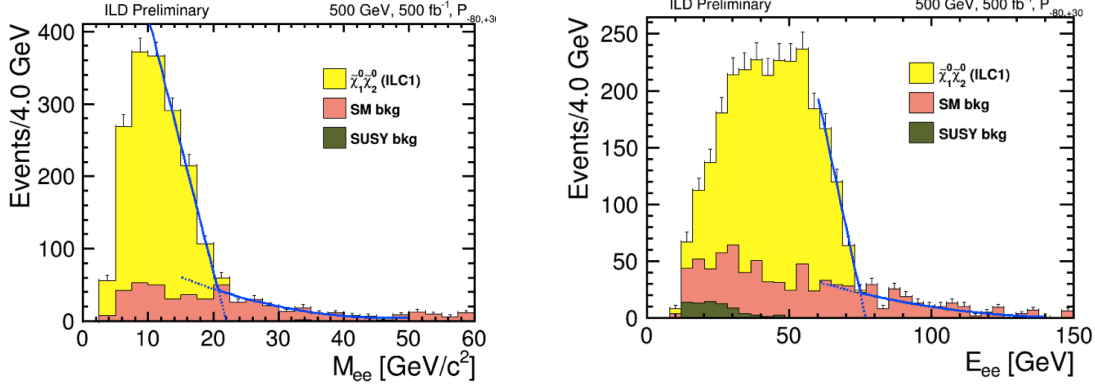 ILD Preliminary 500 GeV, 500 fb⁻¹, P₋₈₀,₊₃₀
Events/4.0 GeV
400
300
200
100
0
χ̃⁰₁χ̃⁰₂ (ILC1)
SM bkg
SUSY bkg
0 10 20 30 40 50 60
M_ee [GeV/c²]
ILD Preliminary 500 GeV, 500 fb⁻¹, P₋₈₀,₊₃₀
Events/4.0 GeV
250
200
150
100
50
0
χ̃⁰₁χ̃⁰₂ (ILC1)
SM bkg
SUSY bkg
0 50 100 150
E_ee [GeV]